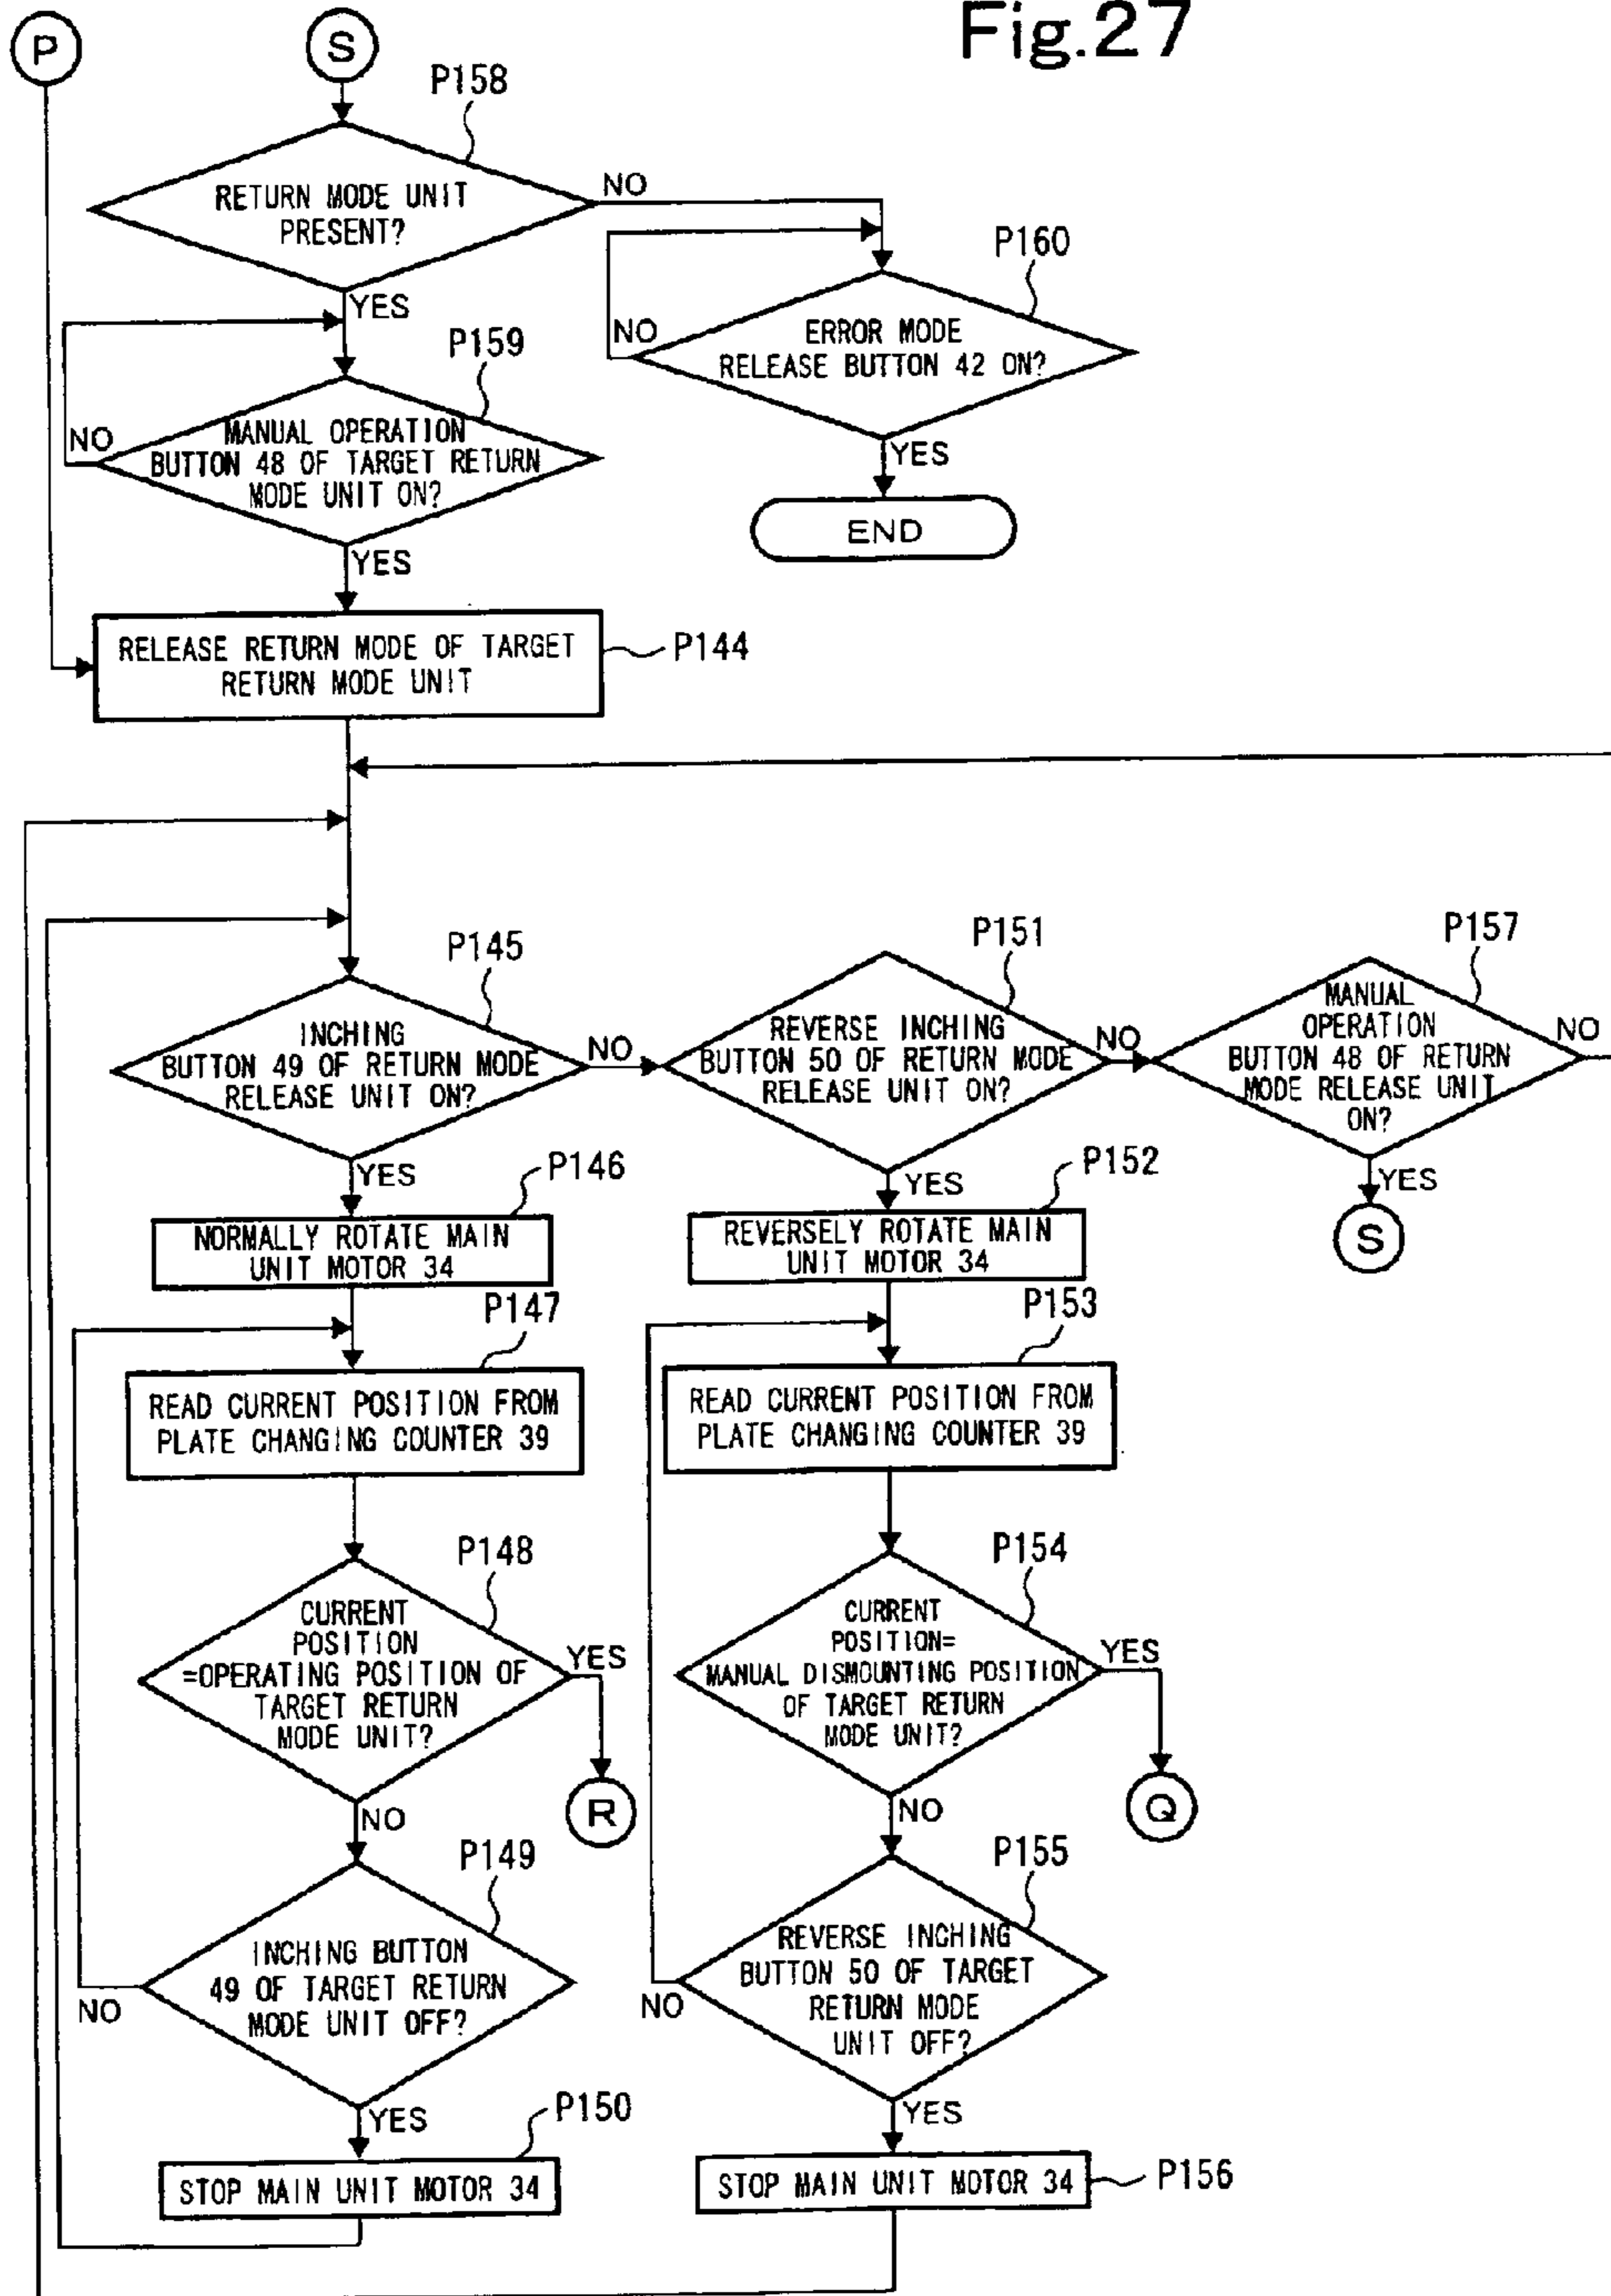 Fig.27
P
S
P158
RETURN MODE UNIT
PRESENT?
NO
YES
P160
ERROR MODE
RELEASE BUTTON 42 ON?
NO
YES
END
P159
MANUAL OPERATION
BUTTON 48 OF TARGET RETURN
MODE UNIT ON?
NO
YES
RELEASE RETURN MODE OF TARGET
RETURN MODE UNIT
P144
P145
INCHING
BUTTON 49 OF RETURN MODE
RELEASE UNIT ON?
NO
YES
P151
REVERSE INCHING
BUTTON 50 OF RETURN MODE
RELEASE UNIT ON?
NO
YES
P157
MANUAL
OPERATION
BUTTON 48 OF RETURN
MODE RELEASE UNIT
ON?
NO
YES
S
P146
NORMALLY ROTATE MAIN
UNIT MOTOR 34
P152
REVERSELY ROTATE MAIN
UNIT MOTOR 34
P147
READ CURRENT POSITION FROM
PLATE CHANGING COUNTER 39
P153
READ CURRENT POSITION FROM
PLATE CHANGING COUNTER 39
P148
CURRENT
POSITION
=OPERATING POSITION OF
TARGET RETURN
MODE UNIT?
YES
R
NO
P154
CURRENT
POSITION=
MANUAL DISMOUNTING POSITION
OF TARGET RETURN
MODE UNIT?
YES
Q
NO
P149
INCHING BUTTON
49 OF TARGET RETURN
MODE UNIT OFF?
NO
YES
P155
REVERSE INCHING
BUTTON 50 OF TARGET
RETURN MODE
UNIT OFF?
NO
YES
P150
STOP MAIN UNIT MOTOR 34
STOP MAIN UNIT MOTOR 34
P156